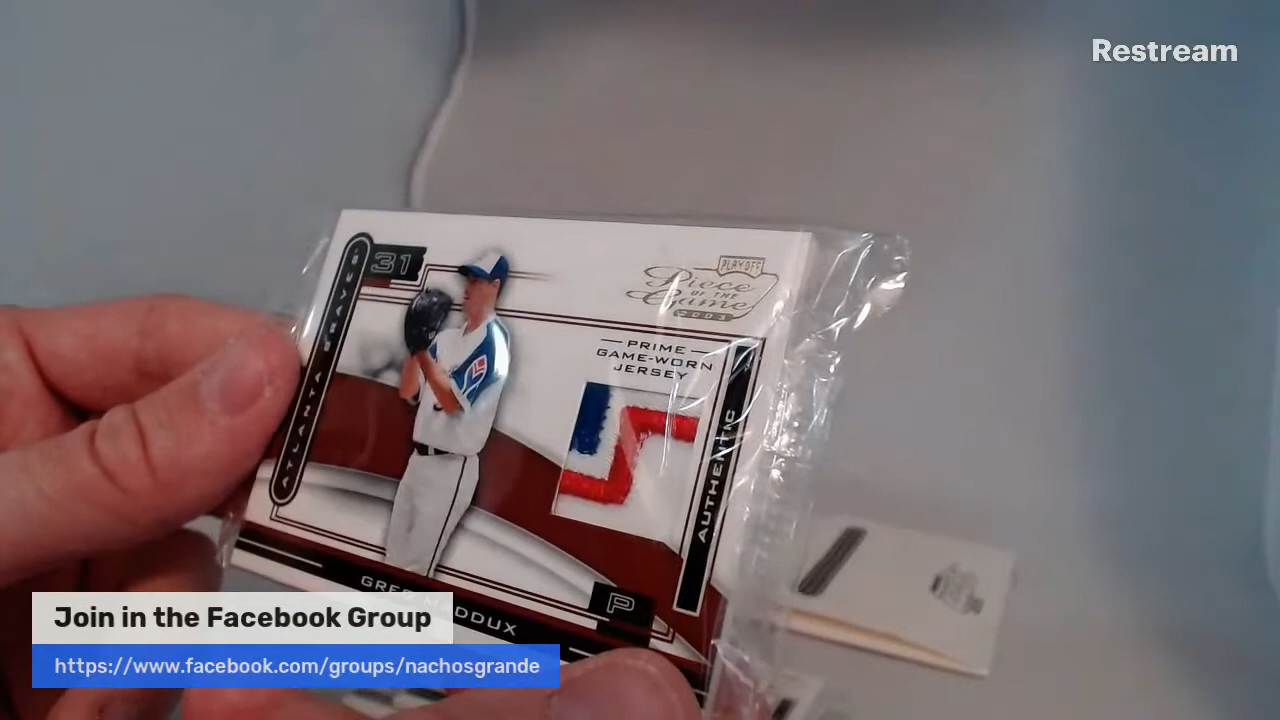 Restream
31
ATLANTA BRAVES
PLAYOFF
Piece
OF THE
Game
2003
PRIME
GAME-WORN
JERSEY
AUTHENTIC
P
Join in the Facebook Group
https://www.facebook.com/groups/nachosgrande